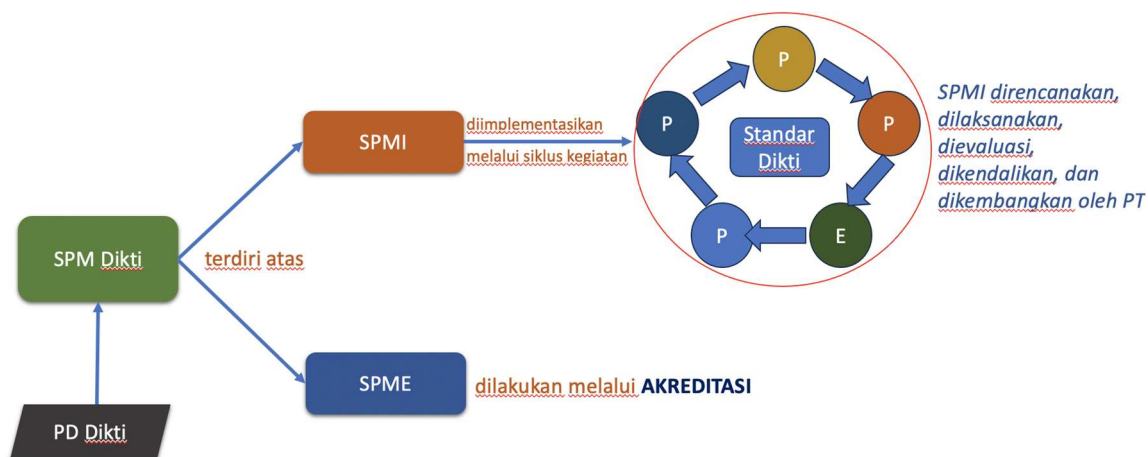 SPM Dikti
PD Dikti
terdiri atas
SPMI
diimplementasikan
melalui siklus kegiatan
P
P
E
P
P
Standar
Dikti
SPMI direncanakan,
dilaksanakan,
dievaluasi,
dikendalikan, dan
dikembangkan oleh PT
SPME
dilakukan melalui AKREDITASI